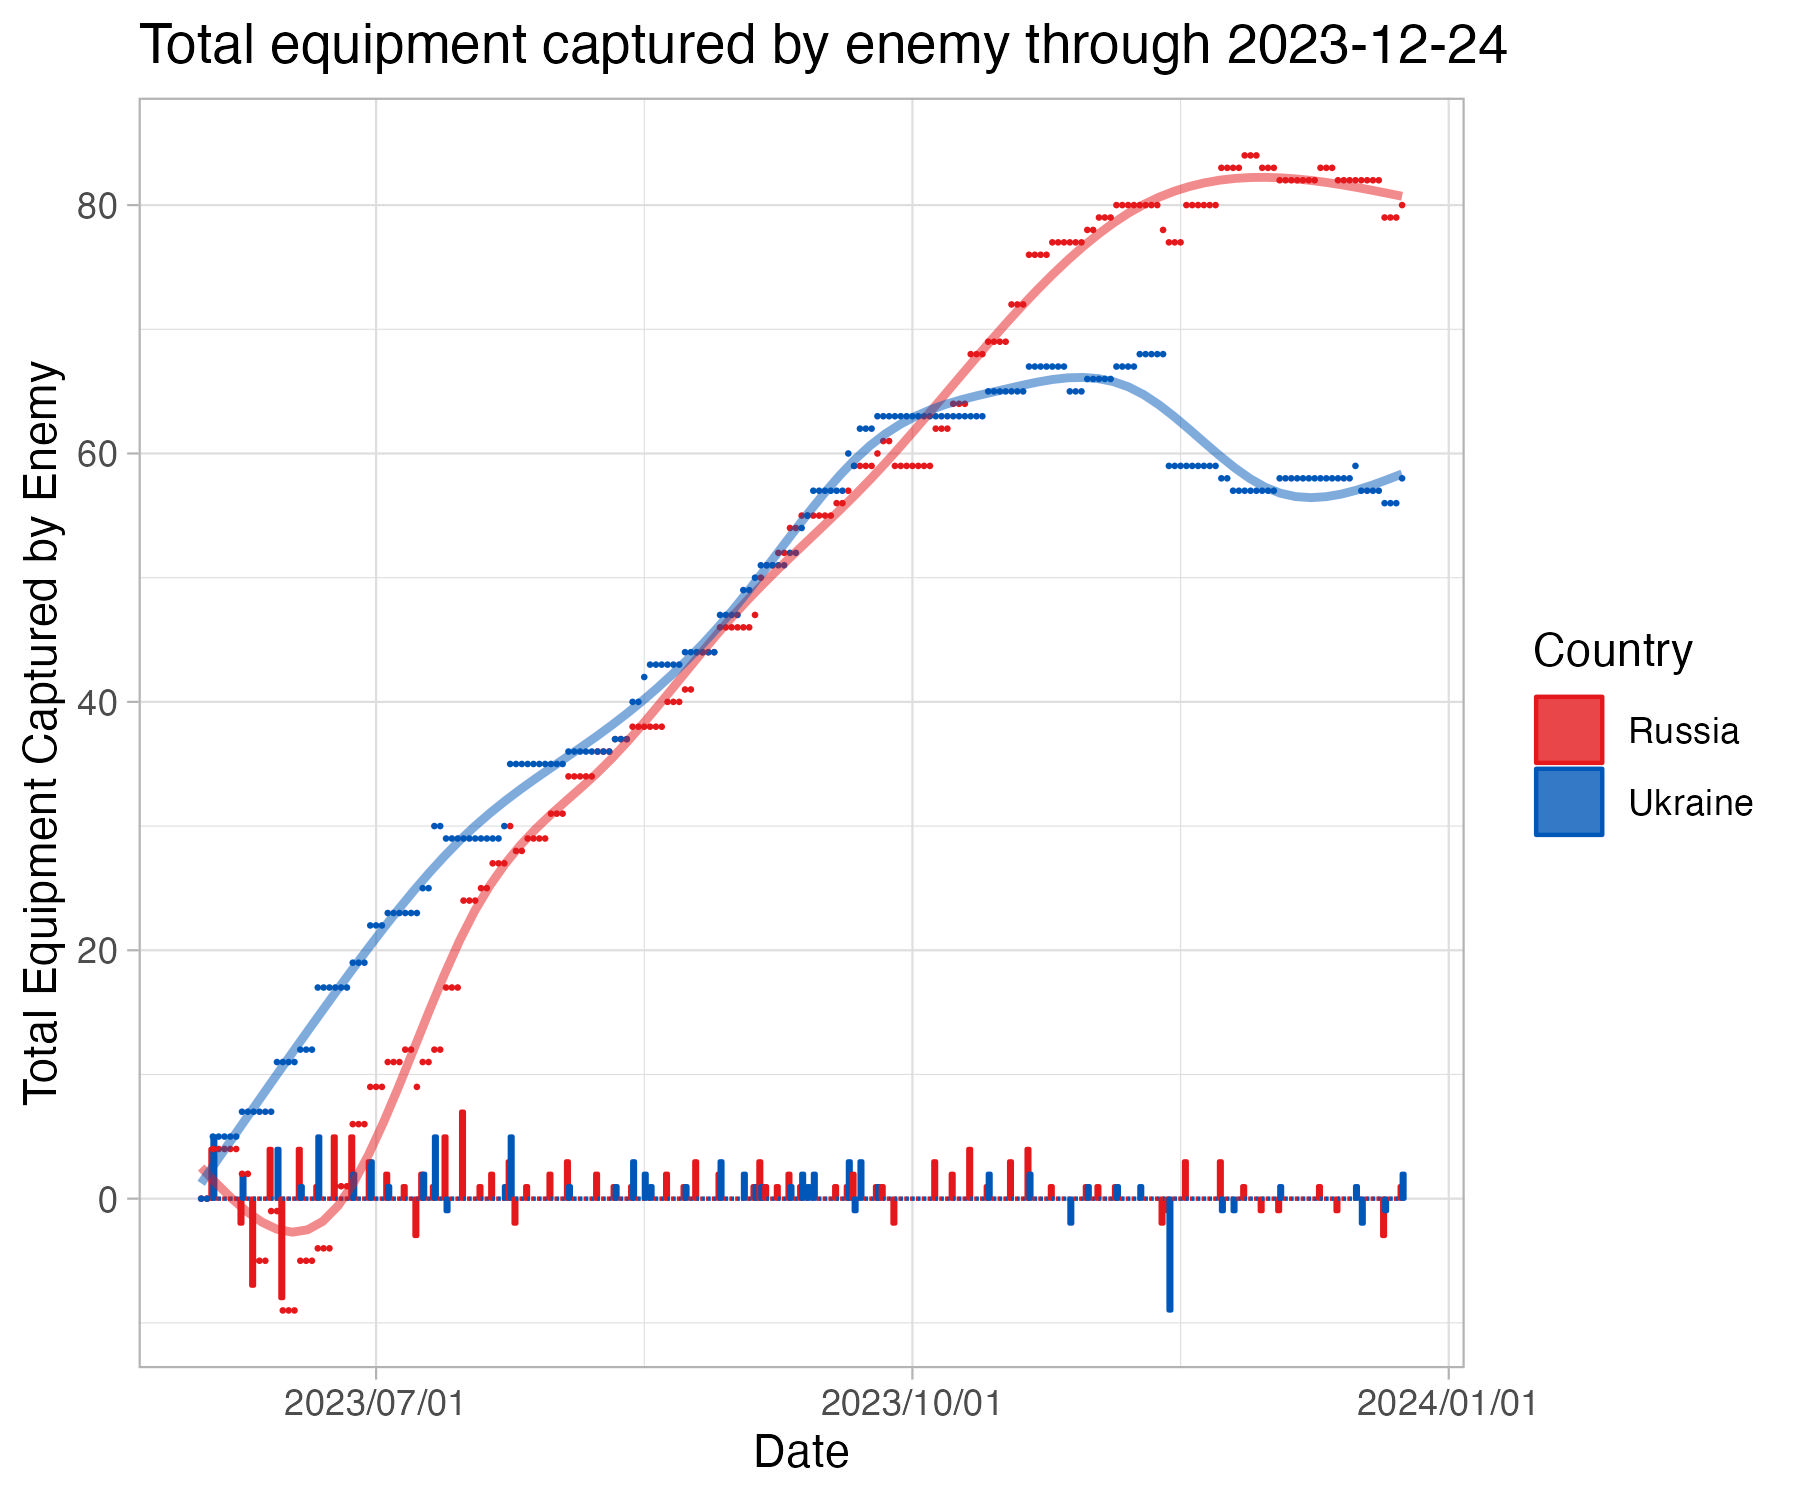 Total equipment captured by enemy through 2023-12-24
Total Equipment Captured by Enemy
80
60
40
20
0
2023/07/01
2023/10/01
2024/01/01
Date
Country
Russia
Ukraine